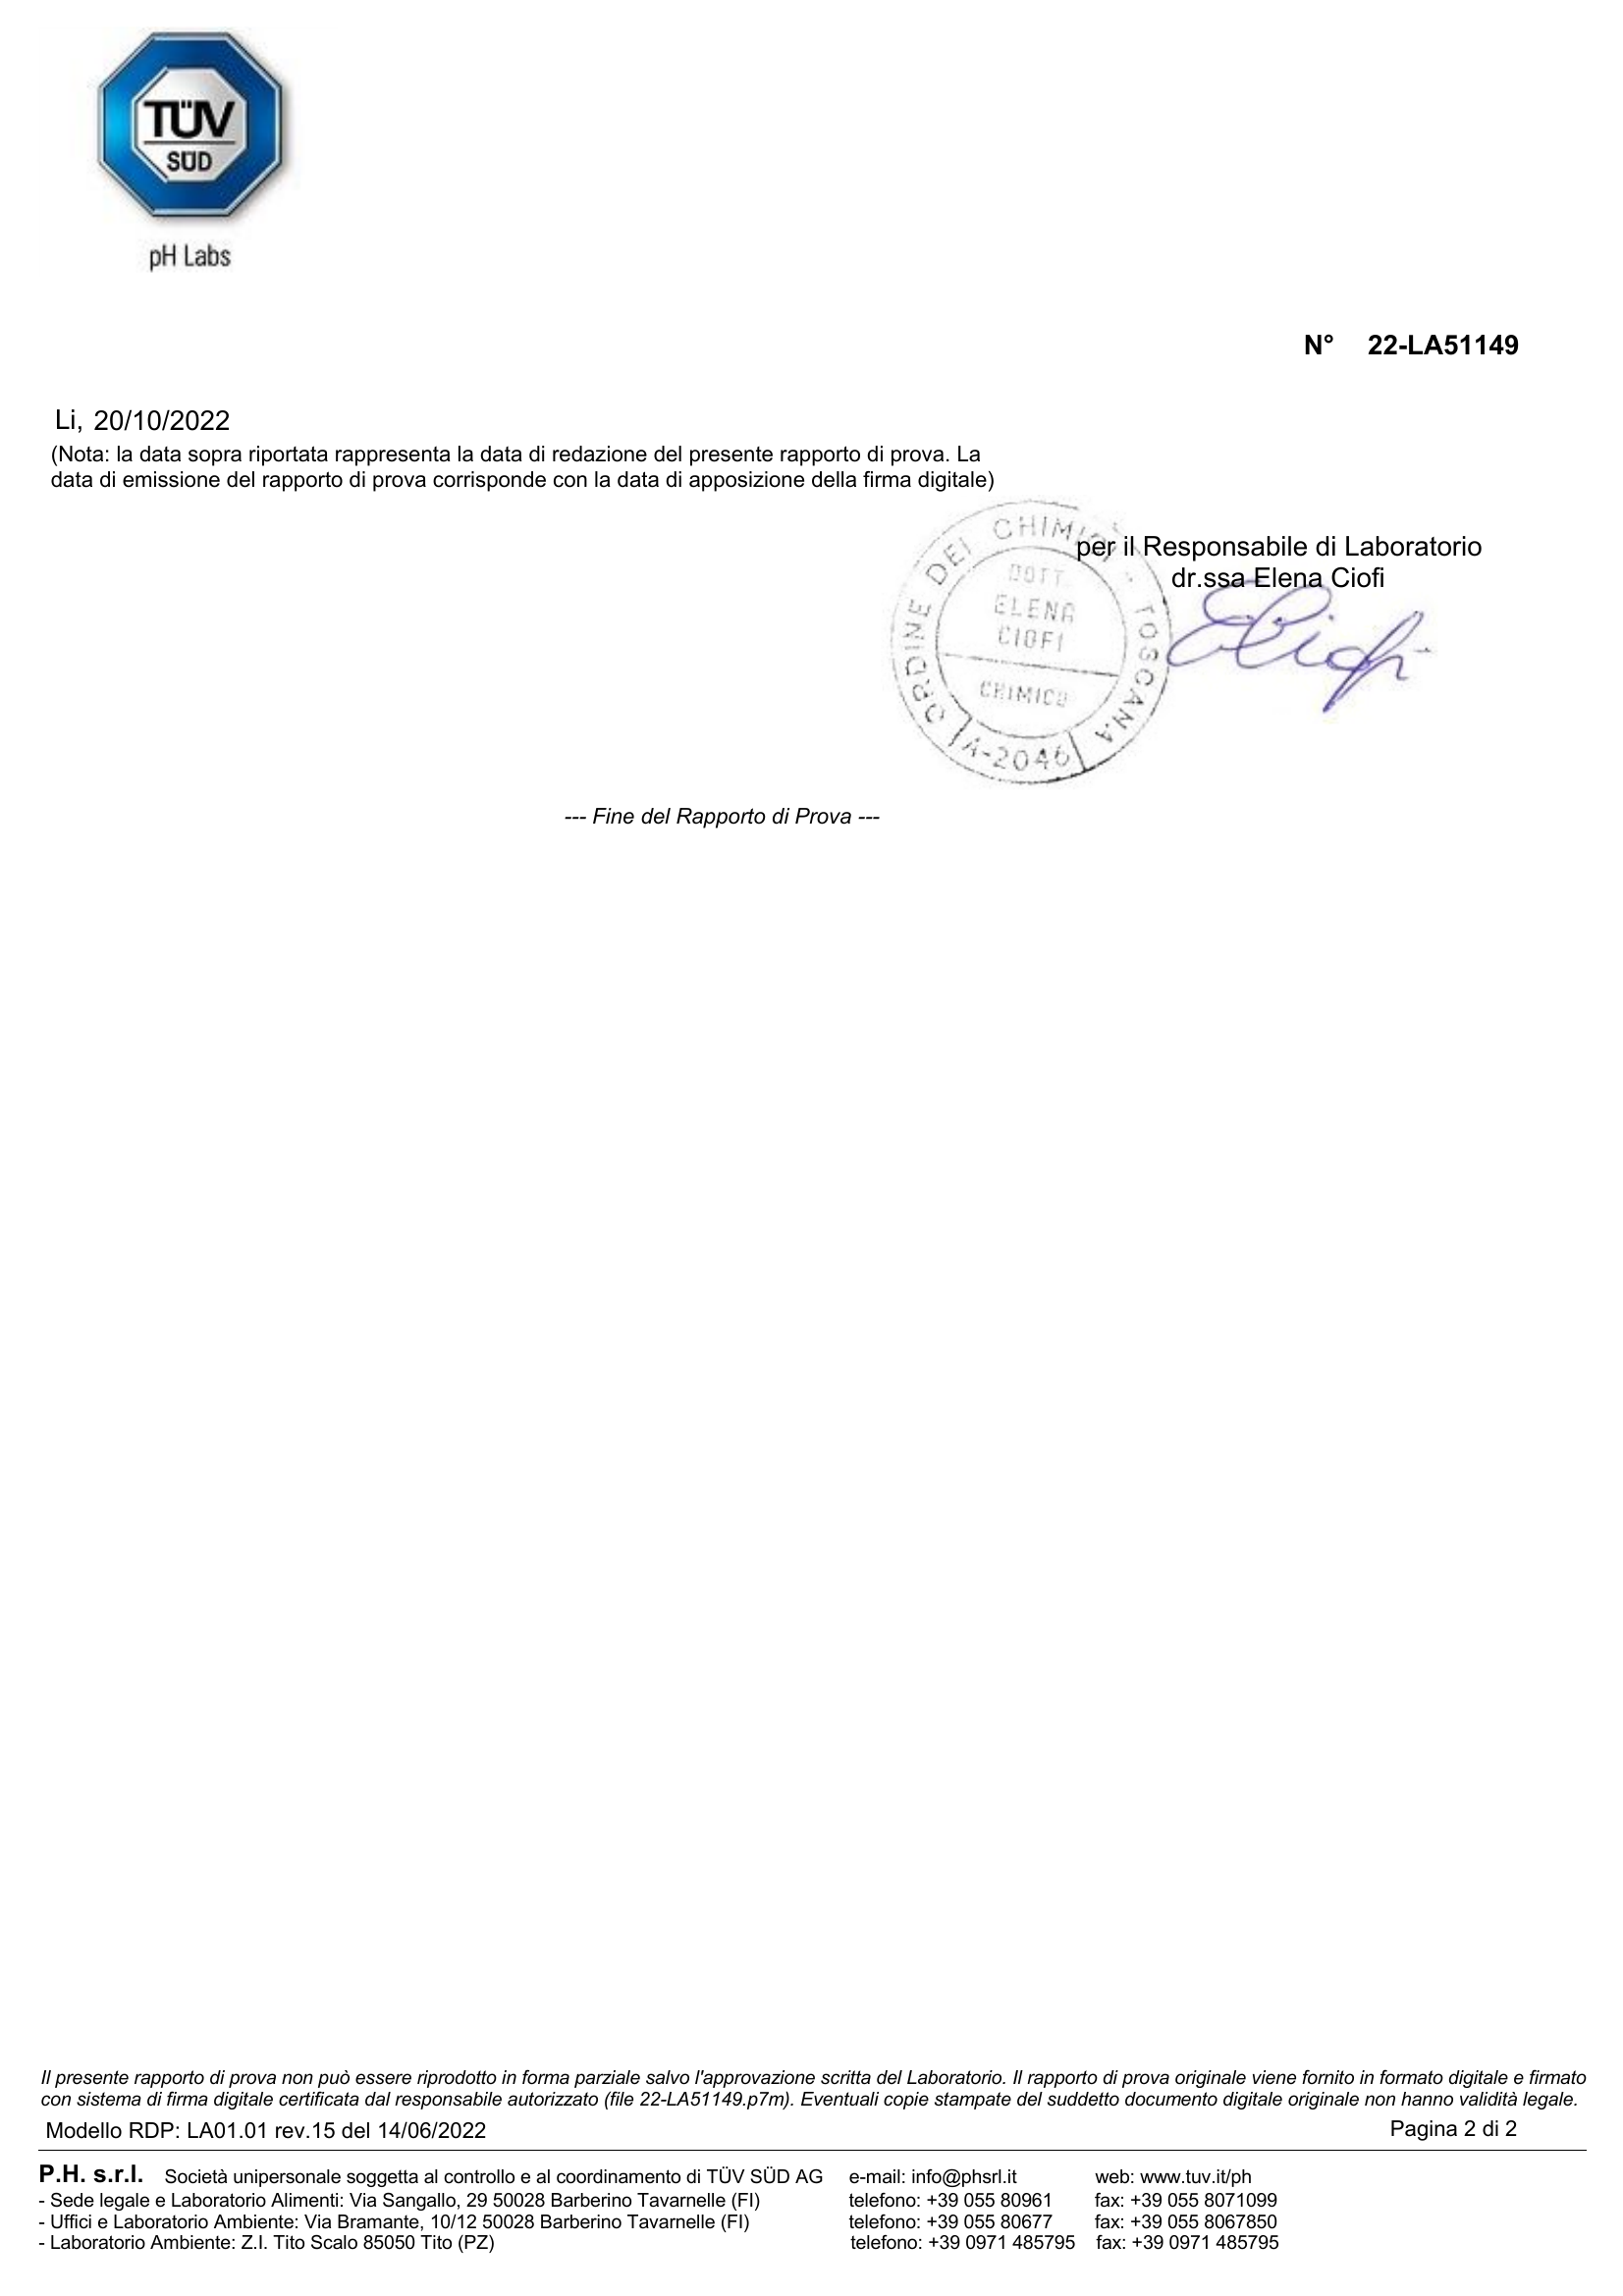 TÜV
SÜD
pH Labs
N° 22-LA51149
Li, 20/10/2022
(Nota: la data sopra riportata rappresenta la data di redazione del presente rapporto di prova. La
data di emissione del rapporto di prova corrisponde con la data di apposizione della firma digitale)
per il Responsabile di Laboratorio
dr.ssa Elena Ciofi
ORDINE DEI CHIMICI - TOSCANA
DOTT.
ELENA
CIOFI
CHIMICO
A-2046
ECiofi
--- Fine del Rapporto di Prova ---
Il presente rapporto di prova non può essere riprodotto in forma parziale salvo l'approvazione scritta del Laboratorio. Il rapporto di prova originale viene fornito in formato digitale e firmato
con sistema di firma digitale certificata dal responsabile autorizzato (file 22-LA51149.p7m). Eventuali copie stampate del suddetto documento digitale originale non hanno validità legale.
Modello RDP: LA01.01 rev.15 del 14/06/2022 Pagina 2 di 2
P.H. s.r.l. Società unipersonale soggetta al controllo e al coordinamento di TÜV SÜD AG e-mail: info@phsrl.it web: www.tuv.it/ph
- Sede legale e Laboratorio Alimenti: Via Sangallo, 29 50028 Barberino Tavarnelle (FI) telefono: +39 055 80961 fax: +39 055 8071099
- Uffici e Laboratorio Ambiente: Via Bramante, 10/12 50028 Barberino Tavarnelle (FI) telefono: +39 055 80677 fax: +39 055 8067850
- Laboratorio Ambiente: Z.I. Tito Scalo 85050 Tito (PZ) telefono: +39 0971 485795 fax: +39 0971 485795